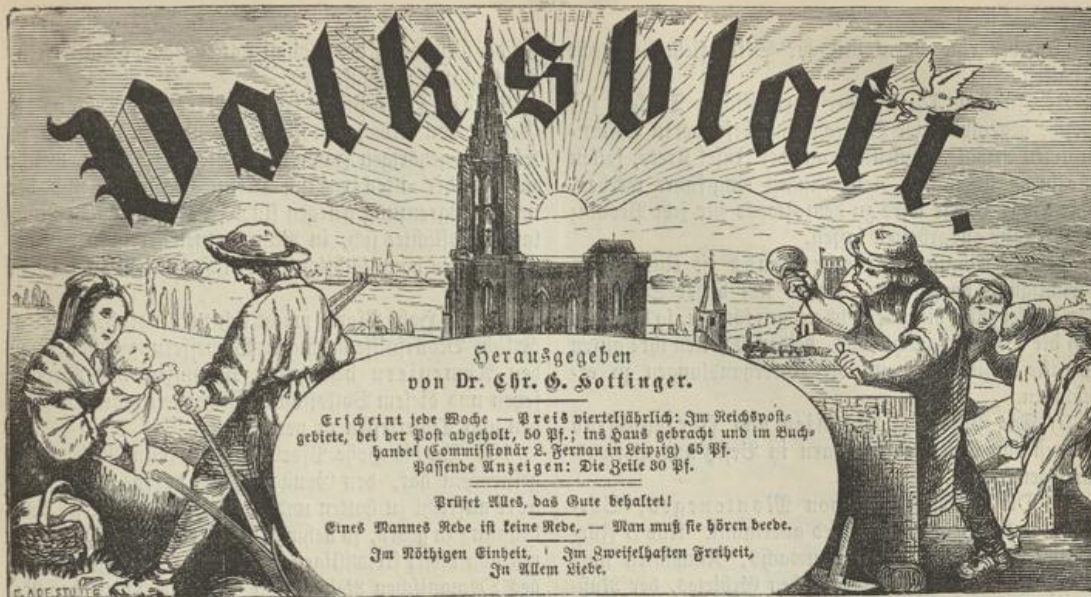 Volksblatt.
Herausgegeben
von Dr. Chr. G. Hottinger.
Erscheint jede Woche — Preis vierteljährlich: Im Reichspost-
gebiete, bei der Post abgeholt, 50 Pf.; ins Haus gebracht und im Buch-
handel (Commissionär L. Fernau in Leipzig) 65 Pf.
Passende Anzeigen: Die Zeile 30 Pf.
Prüfet Alles, das Gute behaltet!
Eines Mannes Rede ist keine Rede, — Man muß sie hören beede.
Im Nöthigen Einheit, Im Zweifelhaften Freiheit,
In Allem Liebe.